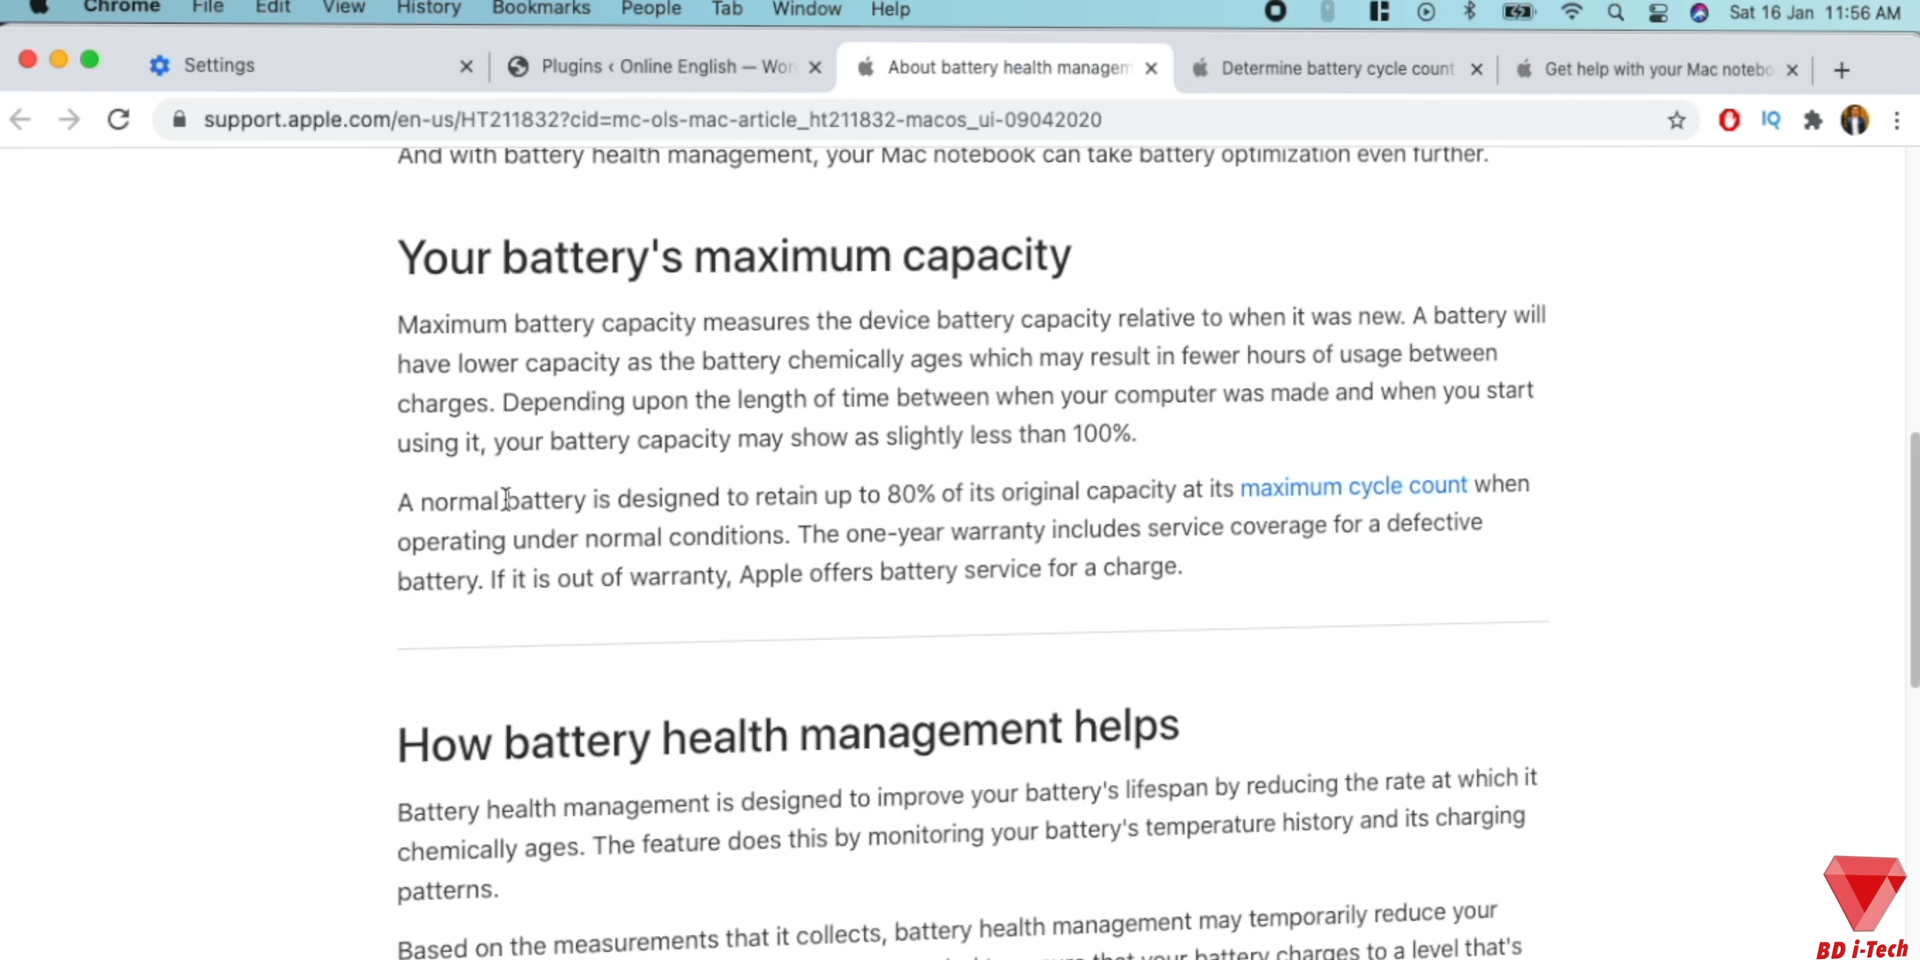 Chrome File Edit View History Bookmarks People Tab Window Help Sat 16 Jan 11:56 AM
Settings Plugins ‹ Online English — Wor About battery health managem Determine battery cycle count Get help with your Mac notebo
support.apple.com/en-us/HT211832?cid=mc-ols-mac-article_ht211832-macos_ui-09042020 IQ
And with battery health management, your Mac notebook can take battery optimization even further.
Your battery's maximum capacity
Maximum battery capacity measures the device battery capacity relative to when it was new. A battery will
have lower capacity as the battery chemically ages which may result in fewer hours of usage between
charges. Depending upon the length of time between when your computer was made and when you start
using it, your battery capacity may show as slightly less than 100%.
A normal battery is designed to retain up to 80% of its original capacity at its maximum cycle count when
operating under normal conditions. The one-year warranty includes service coverage for a defective
battery. If it is out of warranty, Apple offers battery service for a charge.
How battery health management helps
Battery health management is designed to improve your battery's lifespan by reducing the rate at which it
chemically ages. The feature does this by monitoring your battery's temperature history and its charging
patterns.
Based on the measurements that it collects, battery health management may temporarily reduce your
that your battery charges to a level that's
BD i-Tech